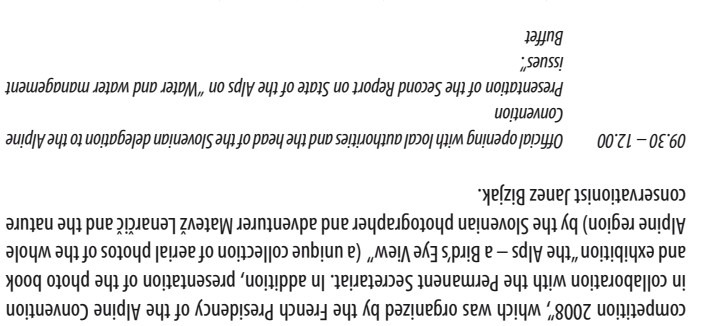 competition 2008", which was organized by the French Presidency of the Alpine Convention
in collaboration with the Permanent Secretariat. In addition, presentation of the photo book
and exhibition "the Alps – a Bird's Eye View" (a unique collection of aerial photos of the whole
Alpine region) by the Slovenian photographer and adventurer Matevž Lenarčič and the nature
conservationist Janez Bizjak.
09.30 – 12.00 Official opening with local authorities and the head of the Slovenian delegation to the Alpine
Convention
Presentation of the Second Report on State of the Alps on "Water and water management
issues".
Buffet